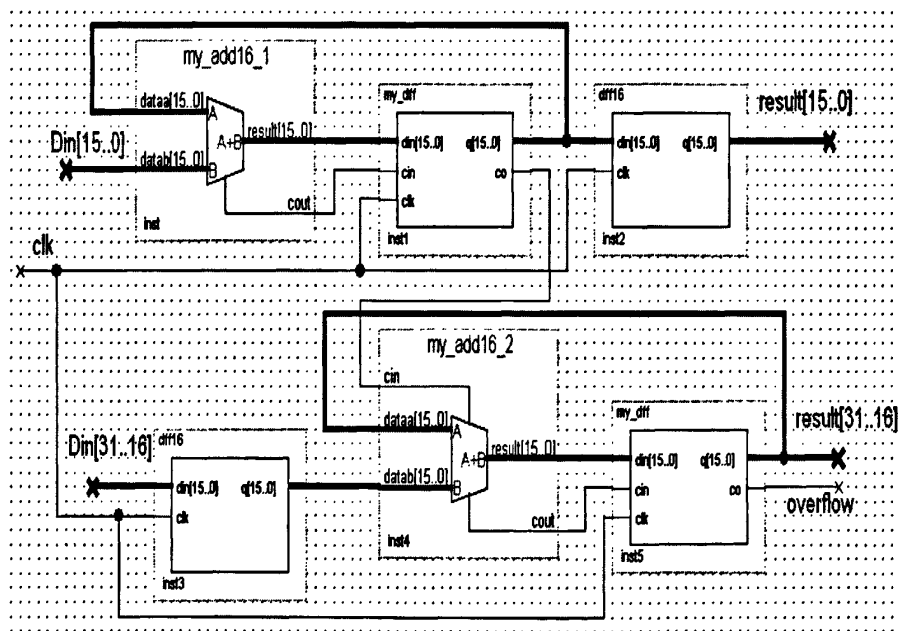 my_add16_1
dataa[15..0]
A
Din[15..0]
datab[15..0]
B
A+B
result[15..0]
cout
inst
my_dff
din[15..0]
q[15..0]
cin
co
clk
inst1
dff16
din[15..0]
q[15..0]
clk
inst2
result[15..0]
clk
my_add16_2
cin
dataa[15..0]
A
datab[15..0]
B
A+B
result[15..0]
cout
inst4
Din[31..16]
dff16
din[15..0]
q[15..0]
clk
inst3
my_dff
din[15..0]
q[15..0]
cin
co
clk
inst5
result[31..16]
overflow